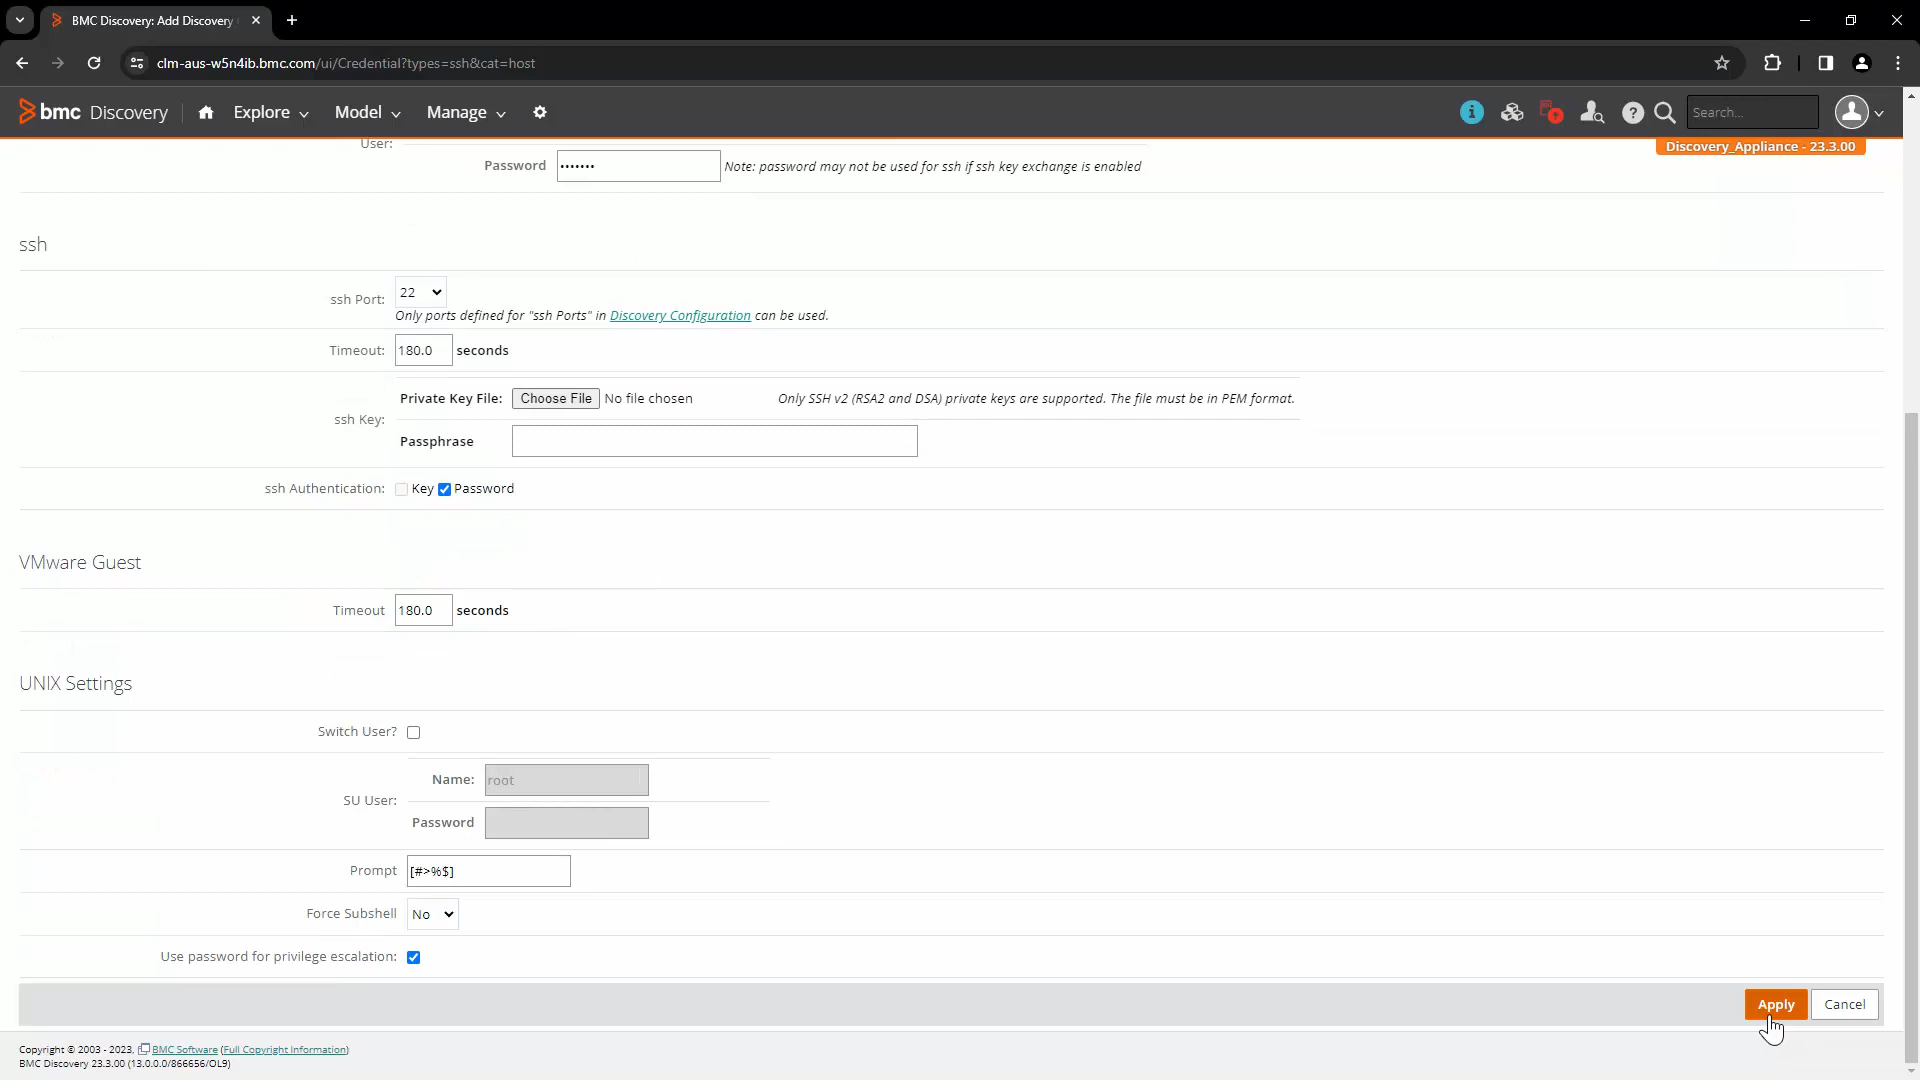 BMC Discovery: Add Discovery
clm-aus-w5n4ib.bmc.com/ui/Credential?types=ssh&cat=host
bmc Discovery
Explore
Model
Manage
Search...
Discovery_Appliance - 23.3.00
User:
Password ••••••• Note: password may not be used for ssh if ssh key exchange is enabled
ssh
ssh Port: 22
Only ports defined for "ssh Ports" in Discovery Configuration can be used.
Timeout: 180.0 seconds
ssh Key:
Private Key File: Choose File No file chosen Only SSH v2 (RSA2 and DSA) private keys are supported. The file must be in PEM format.
Passphrase
ssh Authentication: Key Password
VMware Guest
Timeout 180.0 seconds
UNIX Settings
Switch User?
SU User:
Name: root
Password
Prompt [#>%$]
Force Subshell No
Use password for privilege escalation:
Apply Cancel
Copyright © 2003 - 2023, BMC Software (Full Copyright Information)
BMC Discovery 23.3.00 (13.0.0.0/866656/OL9)